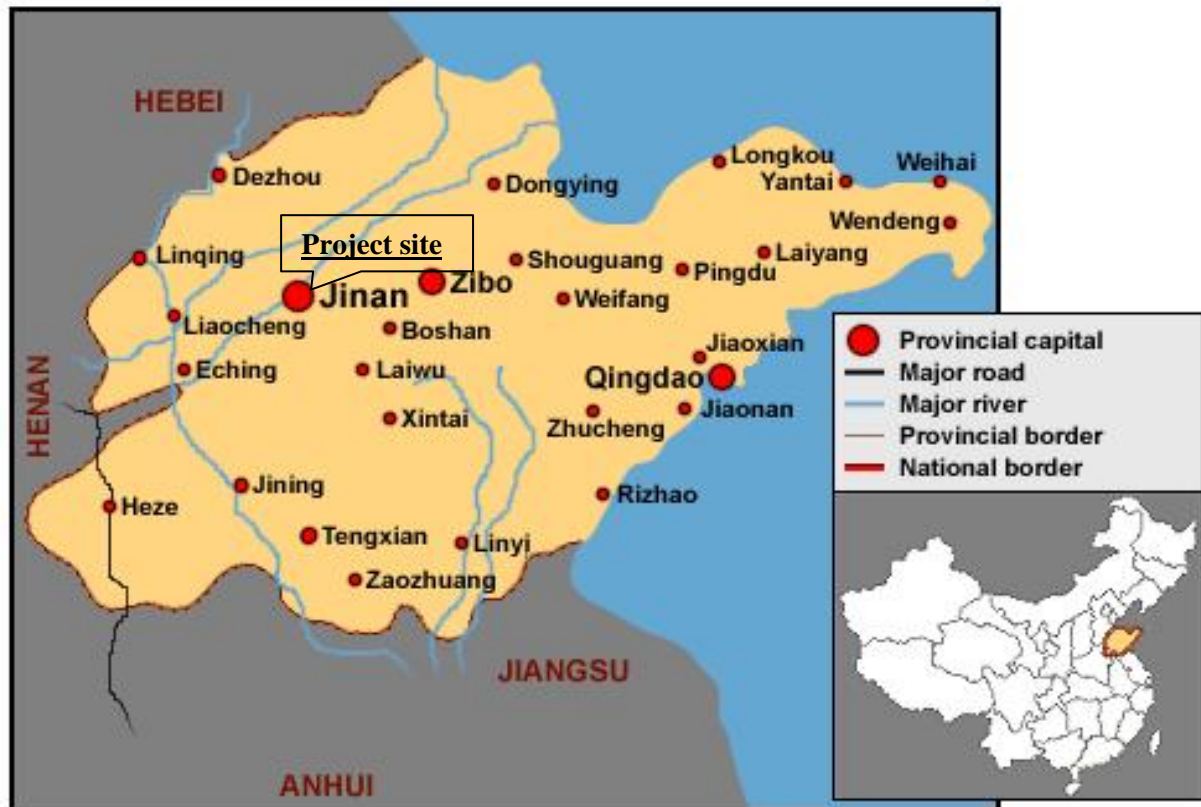 HEBEI
Dezhou
Dongying
Longkou
Yantai
Weihai
Wendeng
Project site
Linqing
Shouguang
Pingdu
Laiyang
Jinan
Zibo
Weifang
Liaocheng
Boshan
Jiaoxian
Eching
Laiwu
Qingdao
Jiaonan
HENAN
Xintai
Zhucheng
Jining
Rizhao
Heze
Tengxian
Linyi
Zaozhuang
JIANGSU
ANHUI
Provincial capital
Major road
Major river
Provincial border
National border